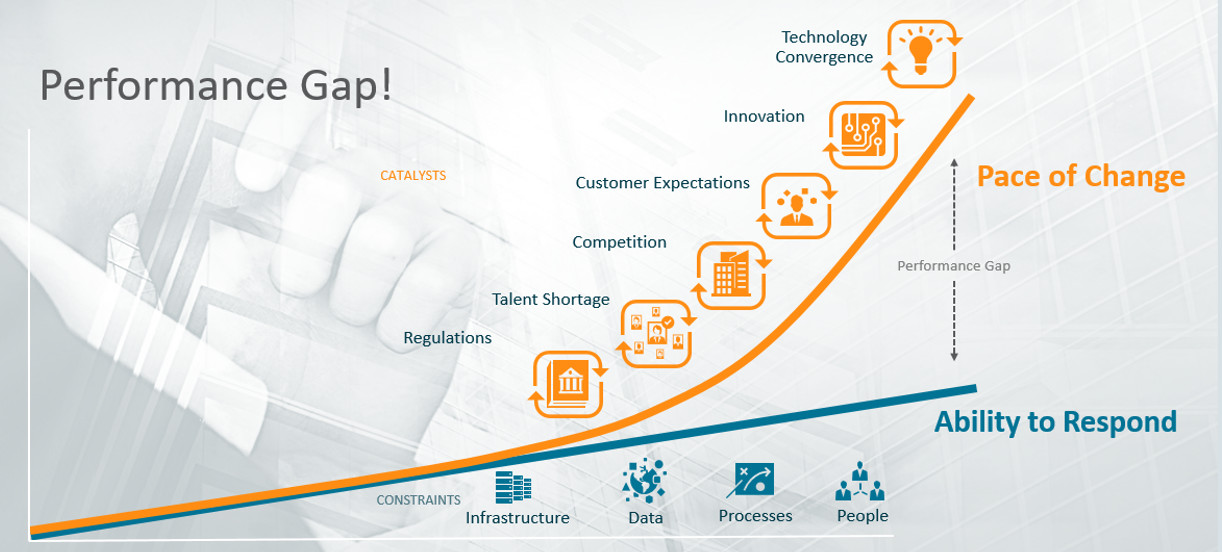 Performance Gap!
CATALYSTS
Technology
Convergence
Innovation
Customer Expectations
Competition
Talent Shortage
Regulations
Pace of Change
Performance Gap
Ability to Respond
CONSTRAINTS
Infrastructure
Data
Processes
People